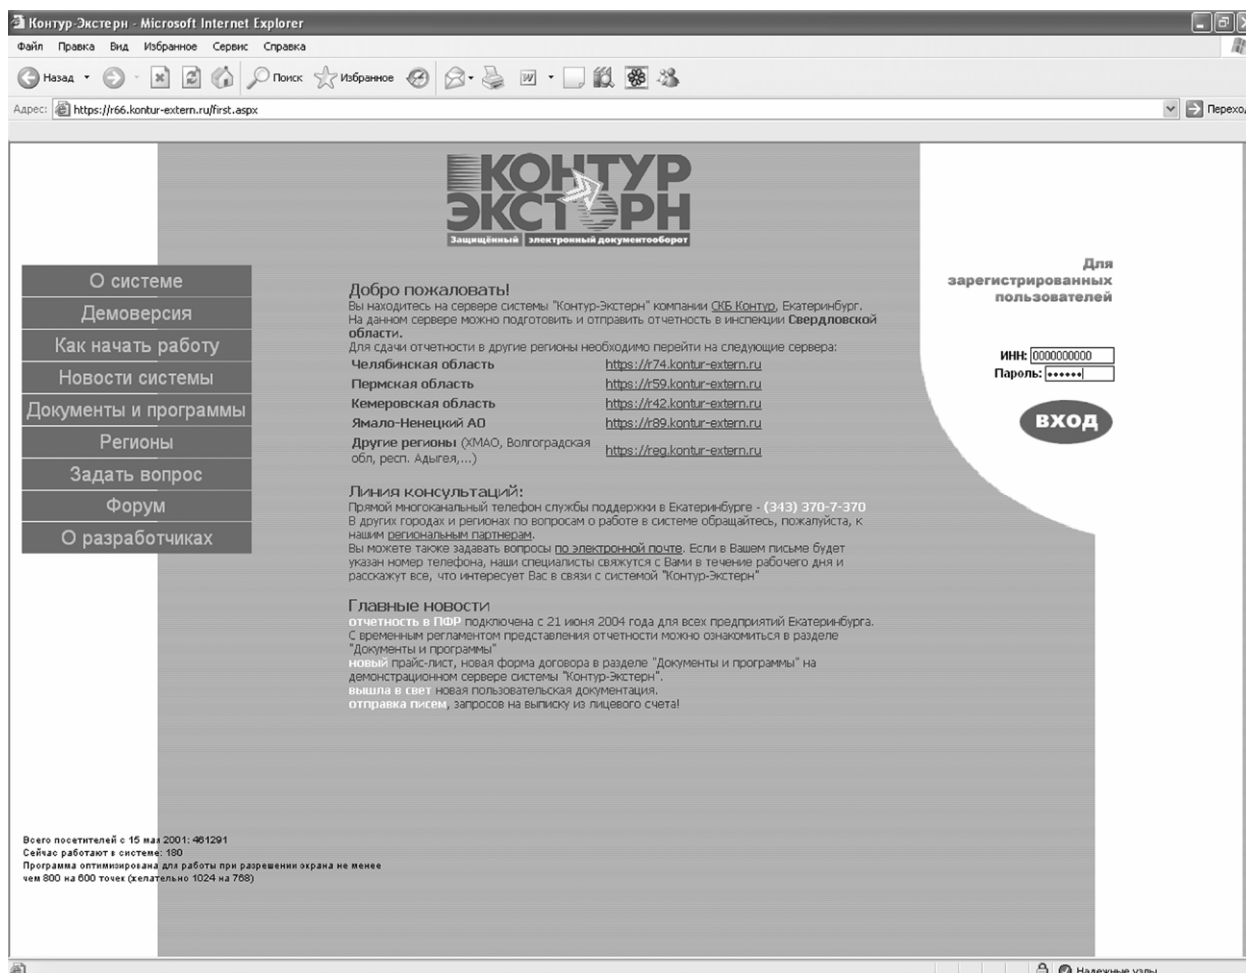 Контур-Экстерн - Microsoft Internet Explorer
Файл Правка Вид Избранное Сервис Справка
Назад Поиск Избранное
Адрес: https://r66.kontur-extern.ru/first.aspx Переход
КОНТУР
ЭКСТЕРН
Защищённый электронный документооборот
О системе
Демоверсия
Как начать работу
Новости системы
Документы и программы
Регионы
Задать вопрос
Форум
О разработчиках
Добро пожаловать!
Вы находитесь на сервере системы "Контур-Экстерн" компании СКБ Контур, Екатеринбург.
На данном сервере можно подготовить и отправить отчетность в инспекции Свердловской
области.
Для сдачи отчетности в другие регионы необходимо перейти на следующие сервера:
Челябинская область https://r74.kontur-extern.ru
Пермская область https://r59.kontur-extern.ru
Кемеровская область https://r42.kontur-extern.ru
Ямало-Ненецкий АО https://r89.kontur-extern.ru
Другие регионы (ХМАО, Волгоградская
обл, респ. Адыгея,...) https://reg.kontur-extern.ru
Линия консультаций:
Прямой многоканальный телефон службы поддержки в Екатеринбурге - (343) 370-7-370
В других городах и регионах по вопросам о работе в системе обращайтесь, пожалуйста, к
нашим региональным партнерам.
Вы можете также задавать вопросы по электронной почте. Если в Вашем письме будет
указан номер телефона, наши специалисты свяжутся с Вами в течение рабочего дня и
расскажут все, что интересует Вас в связи с системой "Контур-Экстерн"
Главные новости
отчетность в ПФР подключена с 21 июня 2004 года для всех предприятий Екатеринбурга.
С временным регламентом представления отчетности можно ознакомиться в разделе
"Документы и программы"
новый прайс-лист, новая форма договора в разделе "Документы и программы" на
демонстрационном сервере системы "Контур-Экстерн".
вышла в свет новая пользовательская документация.
отправка писем, запросов на выписку из лицевого счета!
Для
зарегистрированных
пользователей
ИНН: 0000000000
Пароль: ••••••
ВХОД
Всего посетителей с 15 мая 2001: 461291
Сейчас работают в системе: 180
Программа оптимизирована для работы при разрешении экрана не менее
чем 800 на 600 точек (желательно 1024 на 768)
Надежные узлы